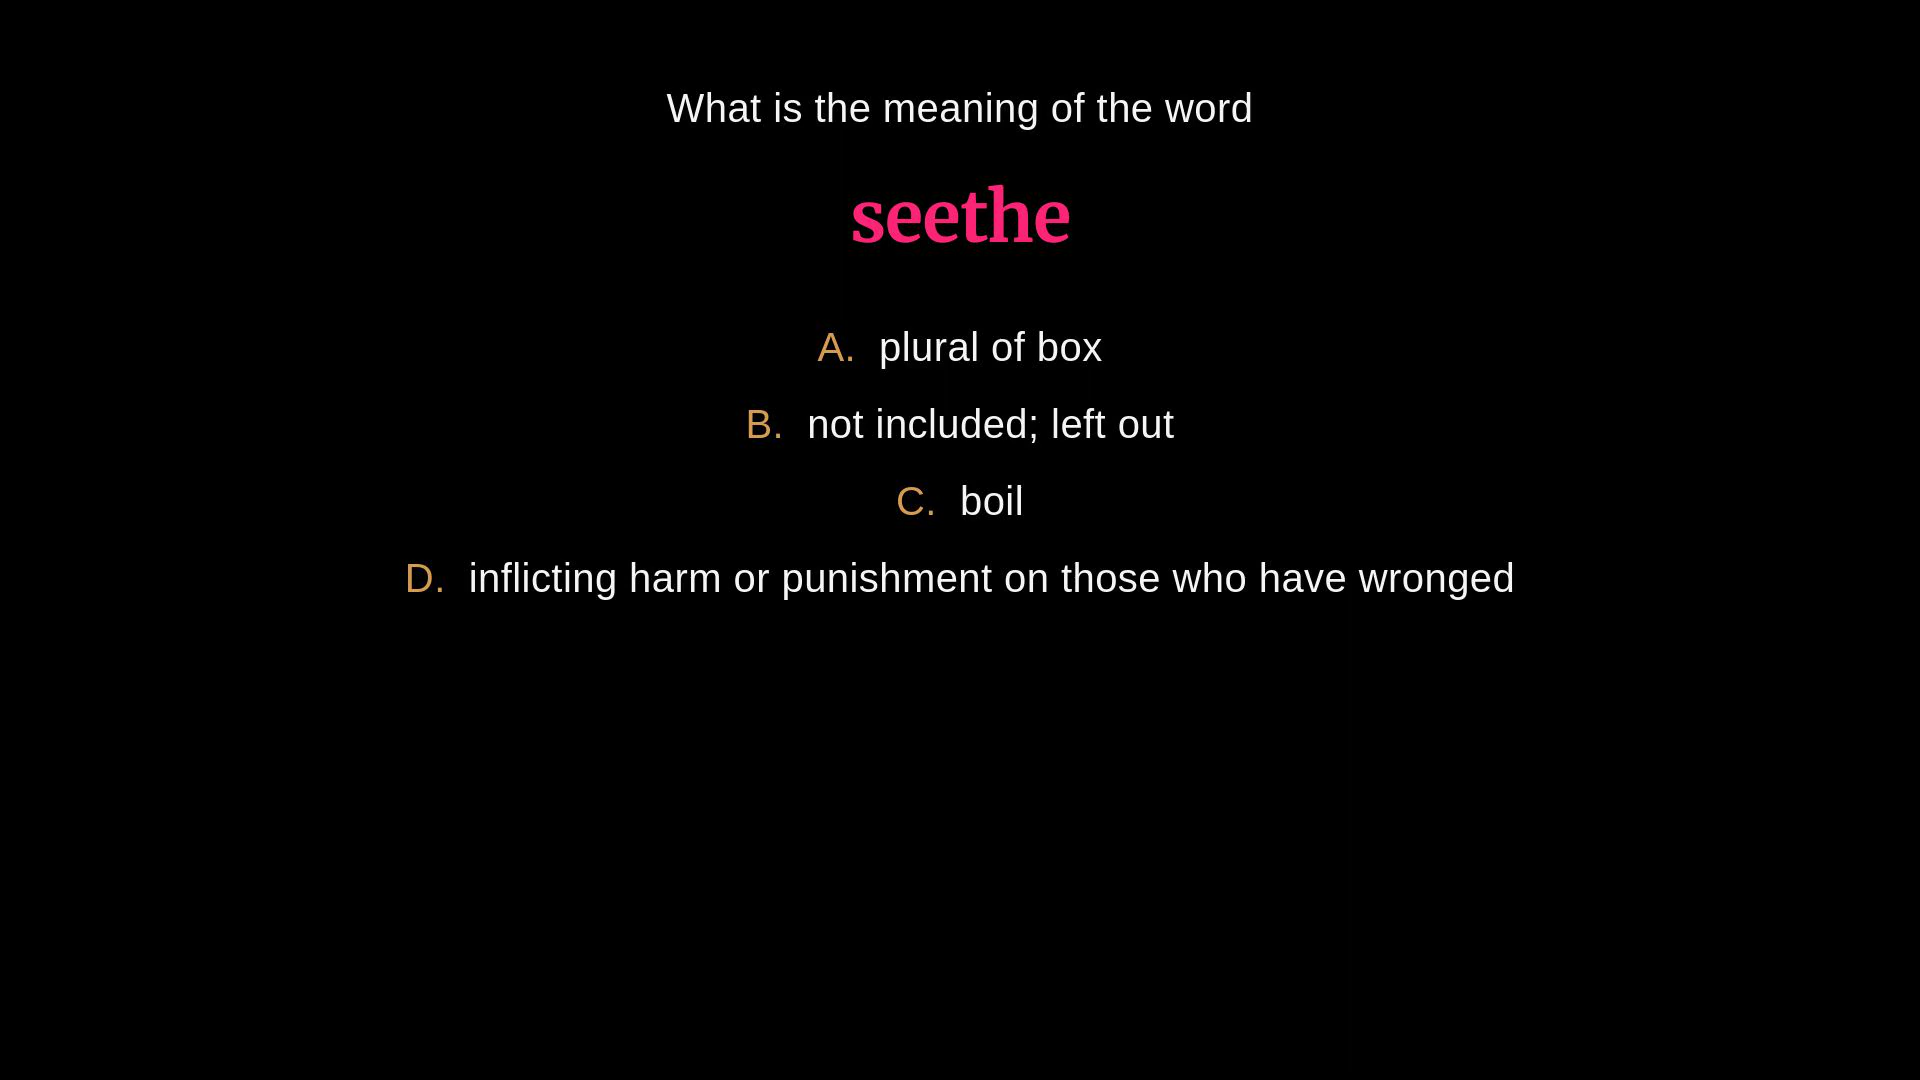 What is the meaning of the word
seethe
A. plural of box
B. not included; left out
C. boil
D. inflicting harm or punishment on those who have wronged